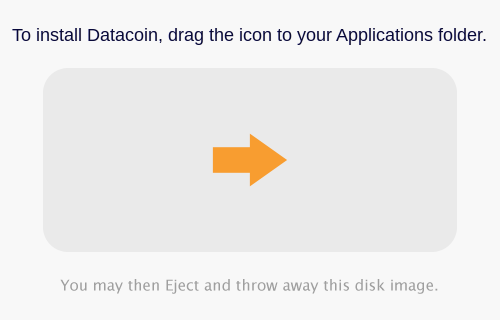 To install Datacoin, drag the icon to your Applications folder.
You may then Eject and throw away this disk image.